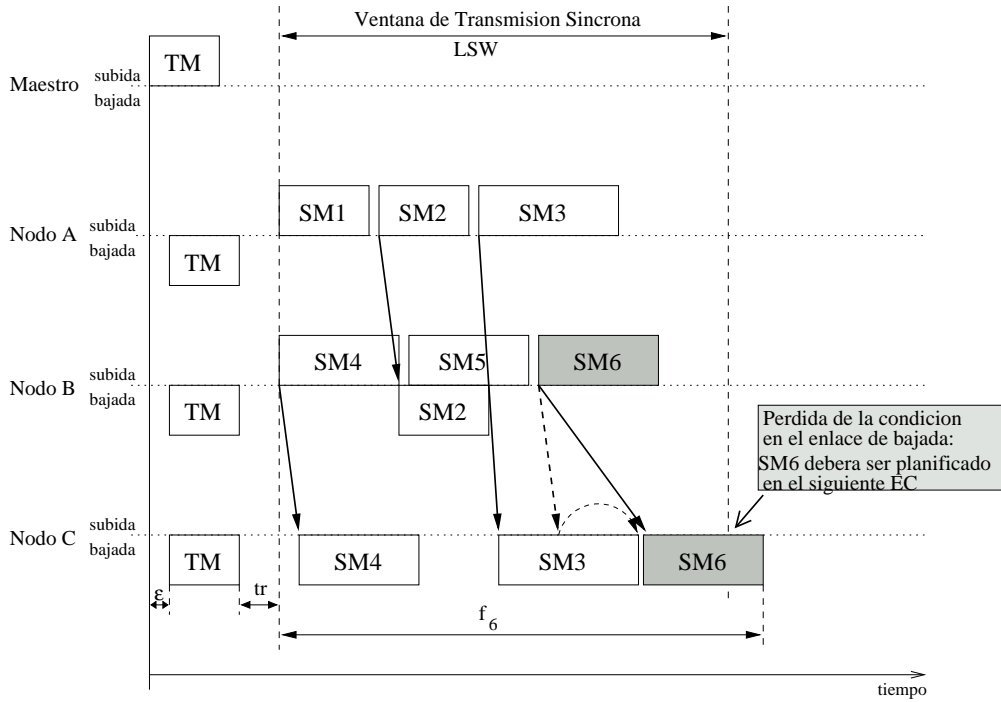 Ventana de Transmision Sincrona
LSW
TM
Maestro
subida
bajada
SM1
SM2
SM3
Nodo A
subida
bajada
TM
SM4
SM5
SM6
Nodo B
subida
bajada
TM
SM2
Perdida de la condicion
en el enlace de bajada:
SM6 debera ser planificado
en el siguiente EC
Nodo C
subida
bajada
TM
SM4
SM3
SM6
ε
tr
f6
tiempo